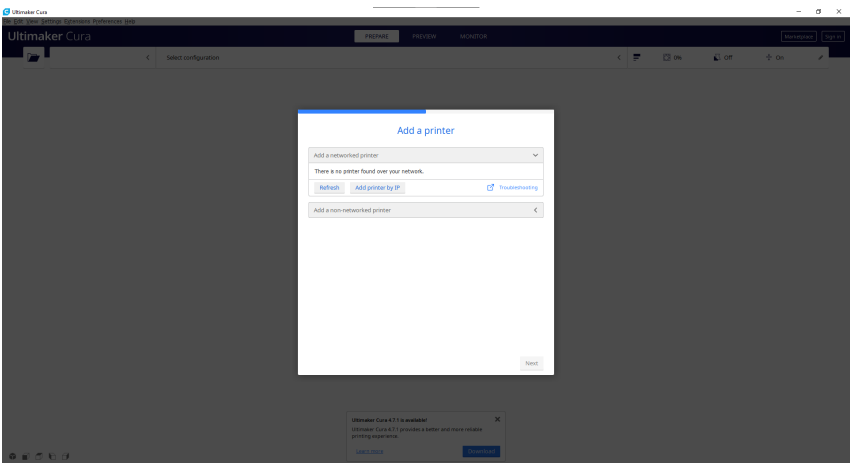 Ultimaker Cura
File Edit View Settings Extensions Preferences Help
Ultimaker Cura
PREPARE PREVIEW MONITOR
Marketplace Sign in
Select configuration
0% Off On
Add a printer
Add a networked printer
There is no printer found over your network.
Refresh Add printer by IP Troubleshooting
Add a non-networked printer
Next
Ultimaker Cura 4.7.1 is available!
Ultimaker Cura 4.7.1 provides a better and more reliable
printing experience.
Learn more Download